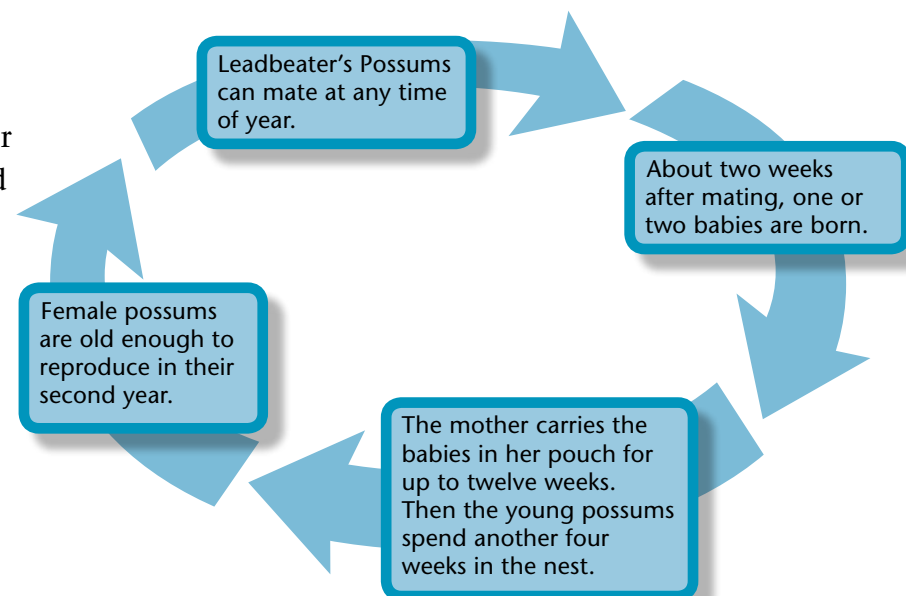 Leadbeater's Possums
can mate at any time
of year.
About two weeks
after mating, one or
two babies are born.
The mother carries the
babies in her pouch for
up to twelve weeks.
Then the young possums
spend another four
weeks in the nest.
Female possums
are old enough to
reproduce in their
second year.